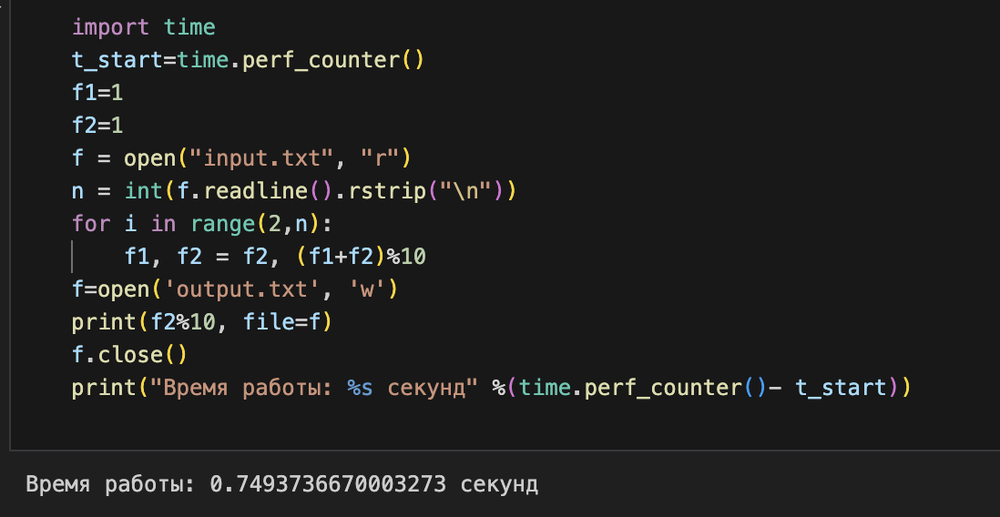 import time
t_start=time.perf_counter()
f1=1
f2=1
f = open("input.txt", "r")
n = int(f.readline().rstrip("\n"))
for i in range(2,n):
    f1, f2 = f2, (f1+f2)%10
f=open('output.txt', 'w')
print(f2%10, file=f)
f.close()
print("Время работы: %s секунд" %(time.perf_counter()- t_start))
Время работы: 0.7493736670003273 секунд